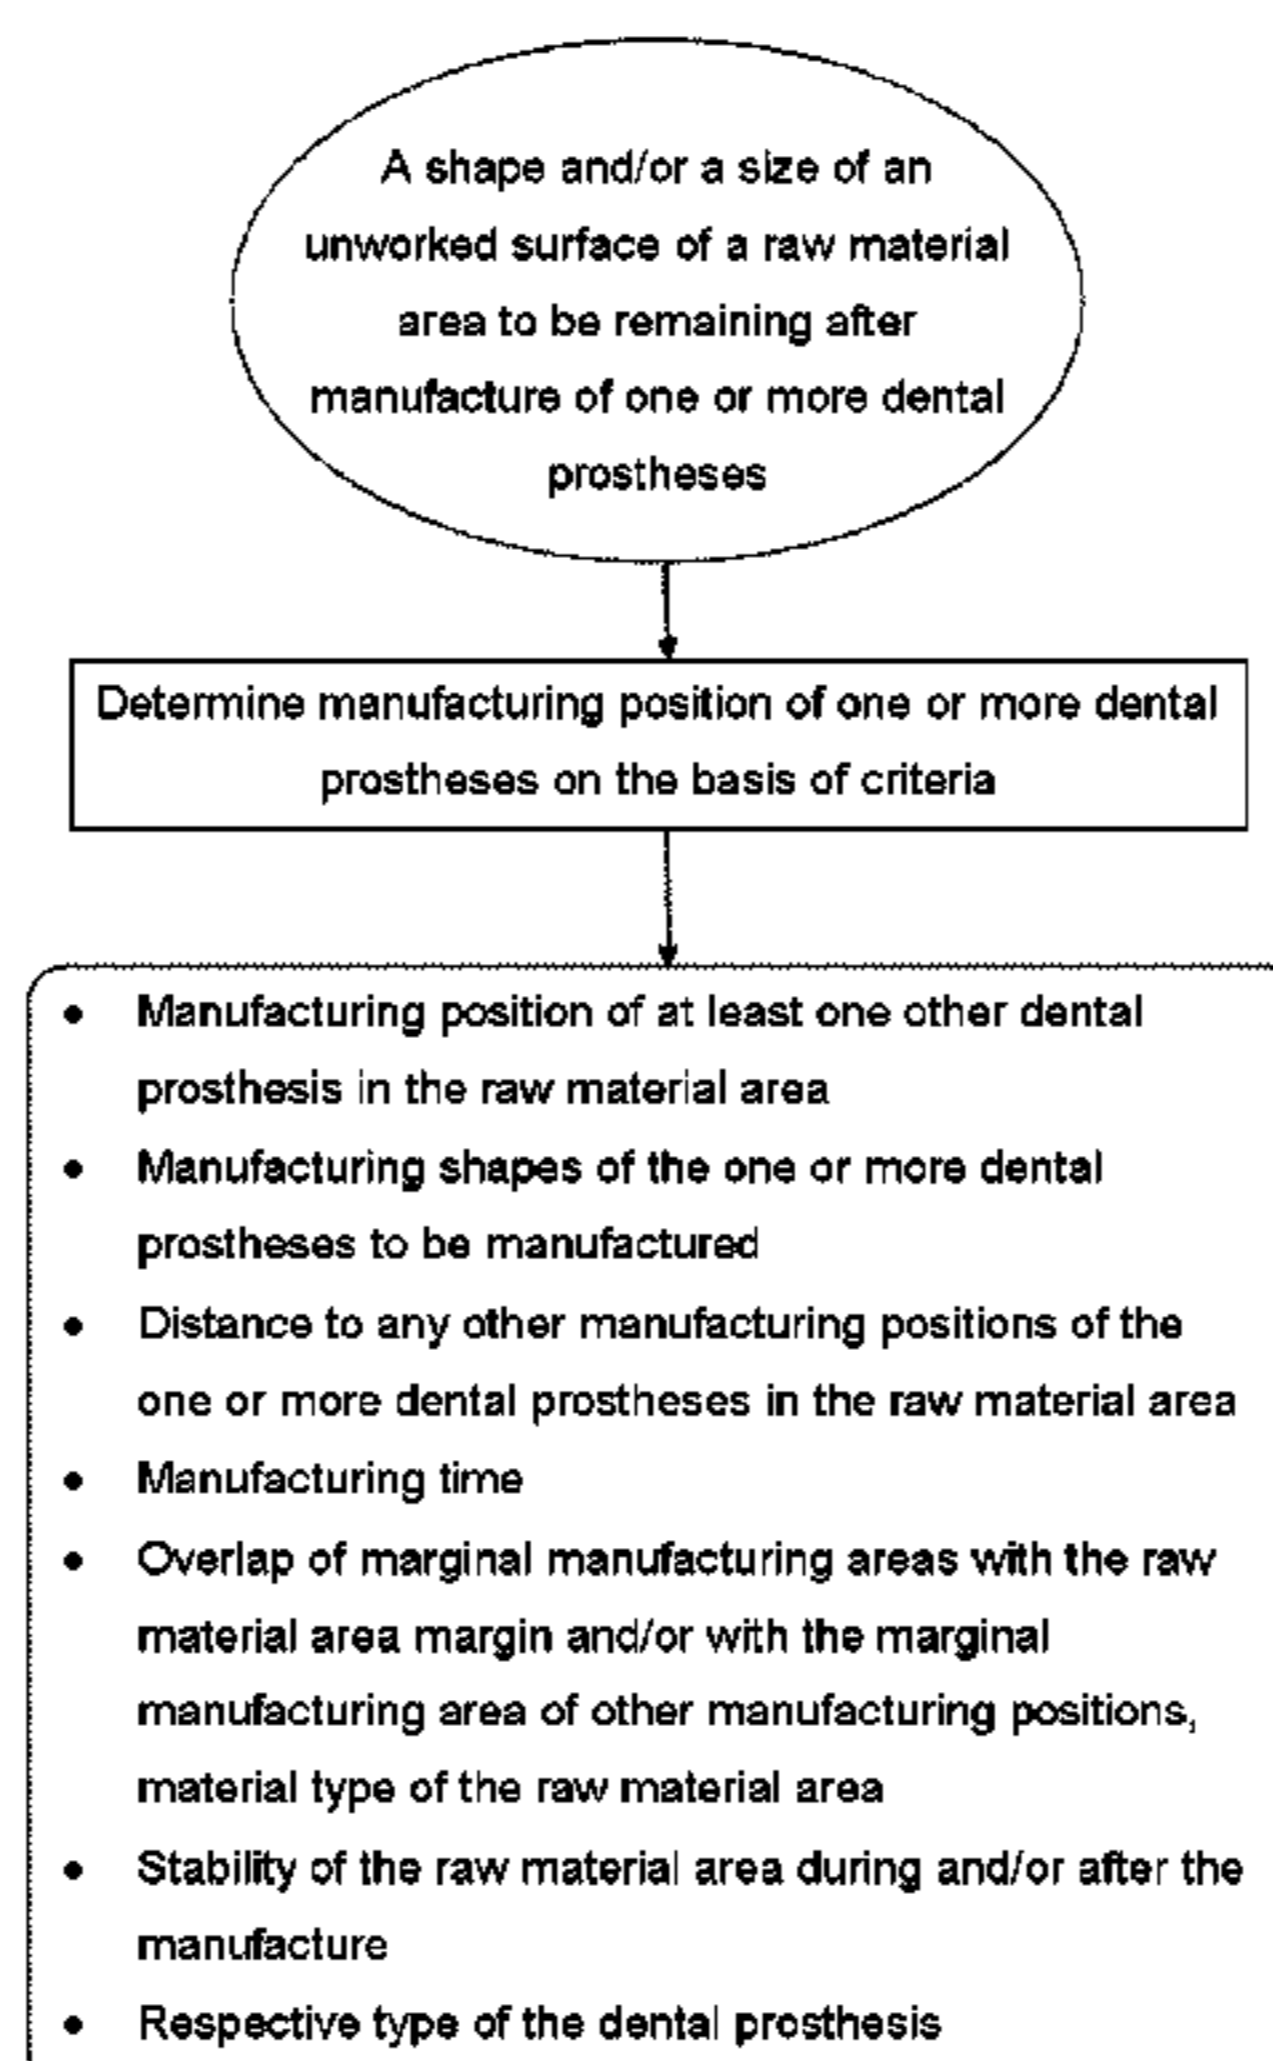 A shape and/or a size of an
unworked surface of a raw material
area to be remaining after
manufacture of one or more dental
prostheses
Determine manufacturing position of one or more dental
prostheses on the basis of criteria
• Manufacturing position of at least one other dental
prosthesis in the raw material area
• Manufacturing shapes of the one or more dental
prostheses to be manufactured
• Distance to any other manufacturing positions of the
one or more dental prostheses in the raw material area
• Manufacturing time
• Overlap of marginal manufacturing areas with the raw
material area margin and/or with the marginal
manufacturing area of other manufacturing positions,
material type of the raw material area
• Stability of the raw material area during and/or after the
manufacture
• Respective type of the dental prosthesis